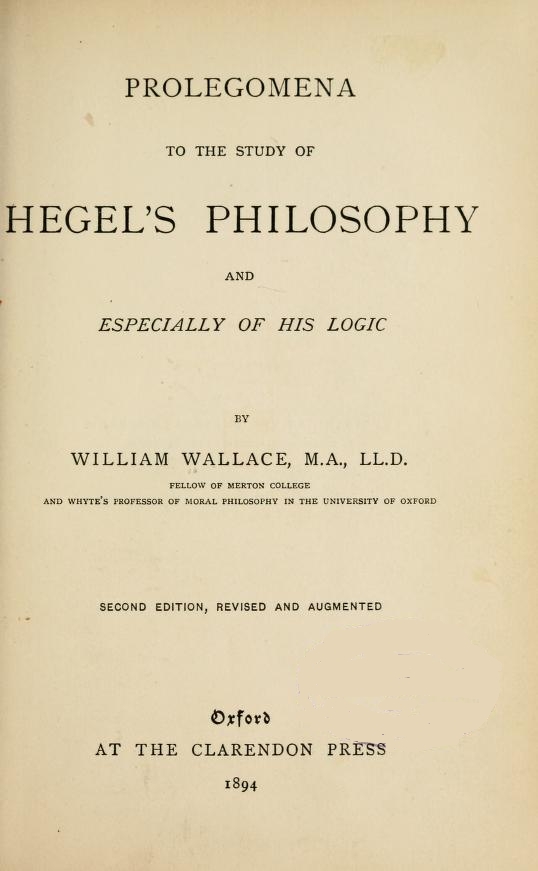 PROLEGOMENA
TO THE STUDY OF
HEGEL'S PHILOSOPHY
AND
ESPECIALLY OF HIS LOGIC
BY
WILLIAM WALLACE, M.A., LL.D.
FELLOW OF MERTON COLLEGE
AND WHYTE'S PROFESSOR OF MORAL PHILOSOPHY IN THE UNIVERSITY OF OXFORD
SECOND EDITION, REVISED AND AUGMENTED
Oxford
AT THE CLARENDON PRESS
1894